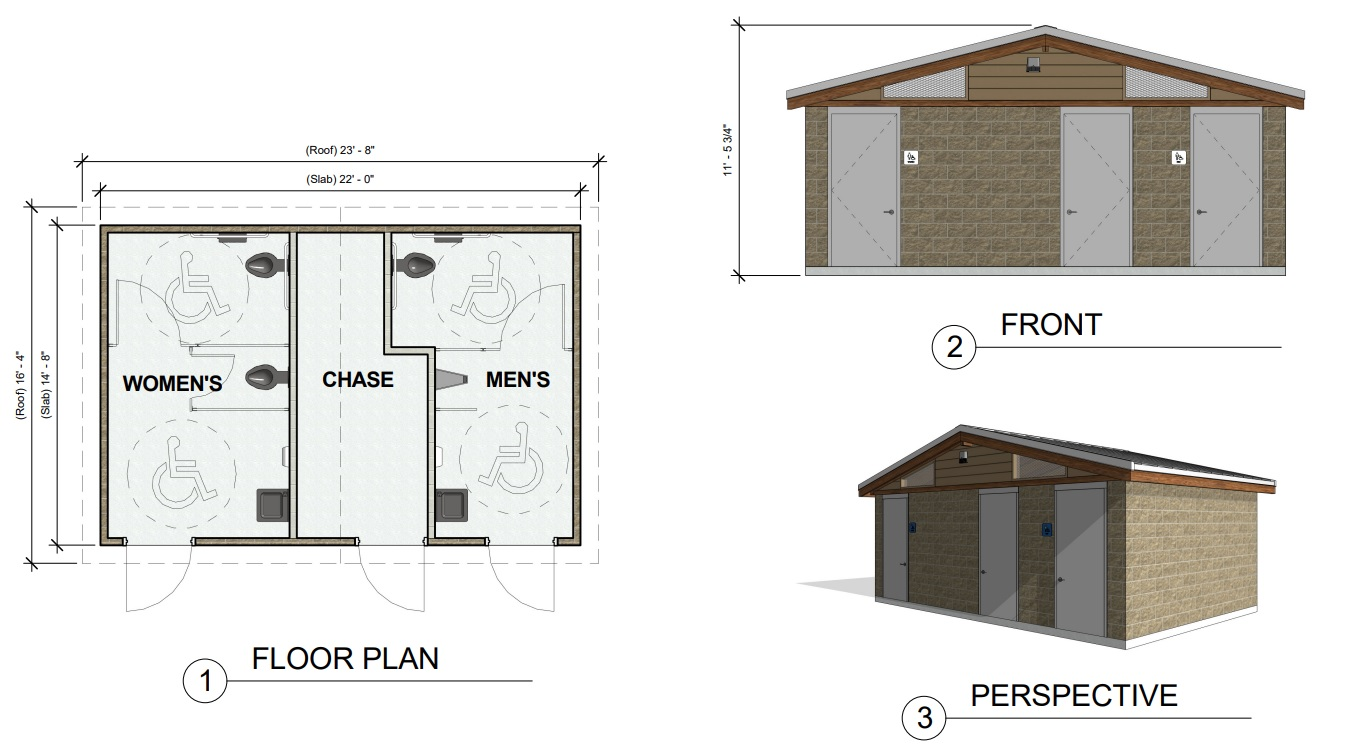 (Roof) 23' - 8"
(Slab) 22' - 0"
(Roof) 16' - 4"
(Slab) 14' - 8"
WOMEN'S
CHASE
MEN'S
1
FLOOR PLAN
11' - 5 3/4"
2
FRONT
3
PERSPECTIVE